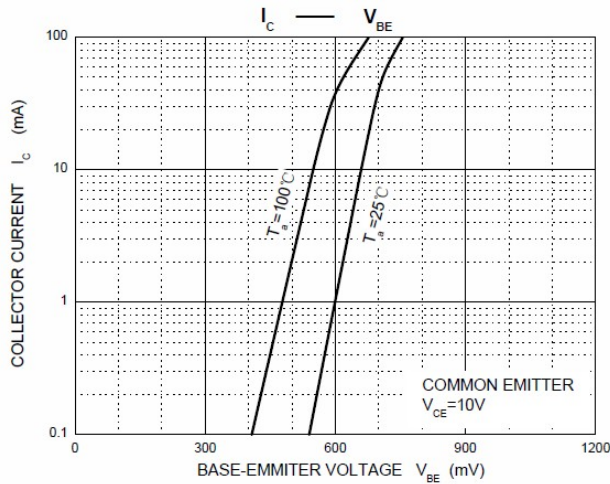 I_C — V_BE
100
10
1
0.1
COLLECTOR CURRENT I_C (mA)
T_a=100℃
T_a=25℃
COMMON EMITTER
V_CE=10V
0 300 600 900 1200
BASE-EMMITER VOLTAGE V_BE (mV)